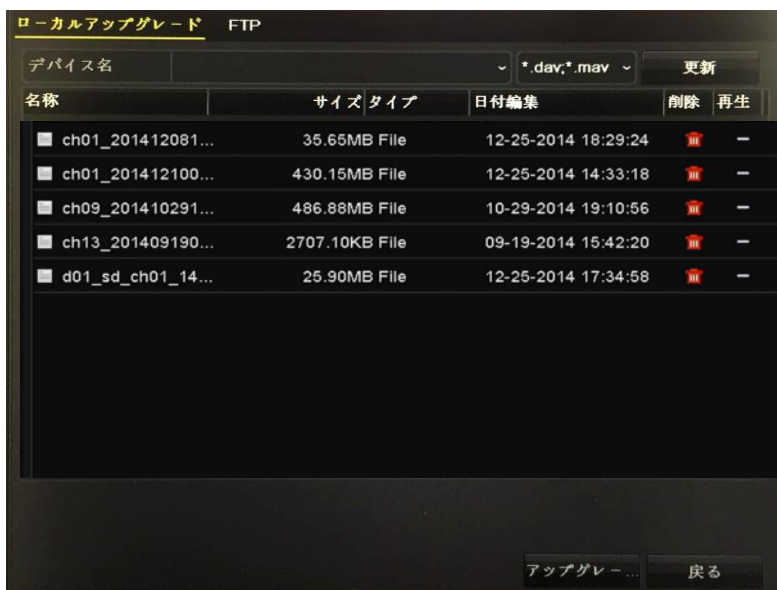 ローカルアップグレード FTP
デバイス名 *.dav;*.mav 更新
名称 サイズ タイプ 日付編集 削除 再生
ch01_201412081... 35.65MB File 12-25-2014 18:29:24 –
ch01_201412100... 430.15MB File 12-25-2014 14:33:18 –
ch09_201410291... 486.88MB File 10-29-2014 19:10:56 –
ch13_201409190... 2707.10KB File 09-19-2014 15:42:20 –
d01_sd_ch01_14... 25.90MB File 12-25-2014 17:34:58 –
アップグレー... 戻る